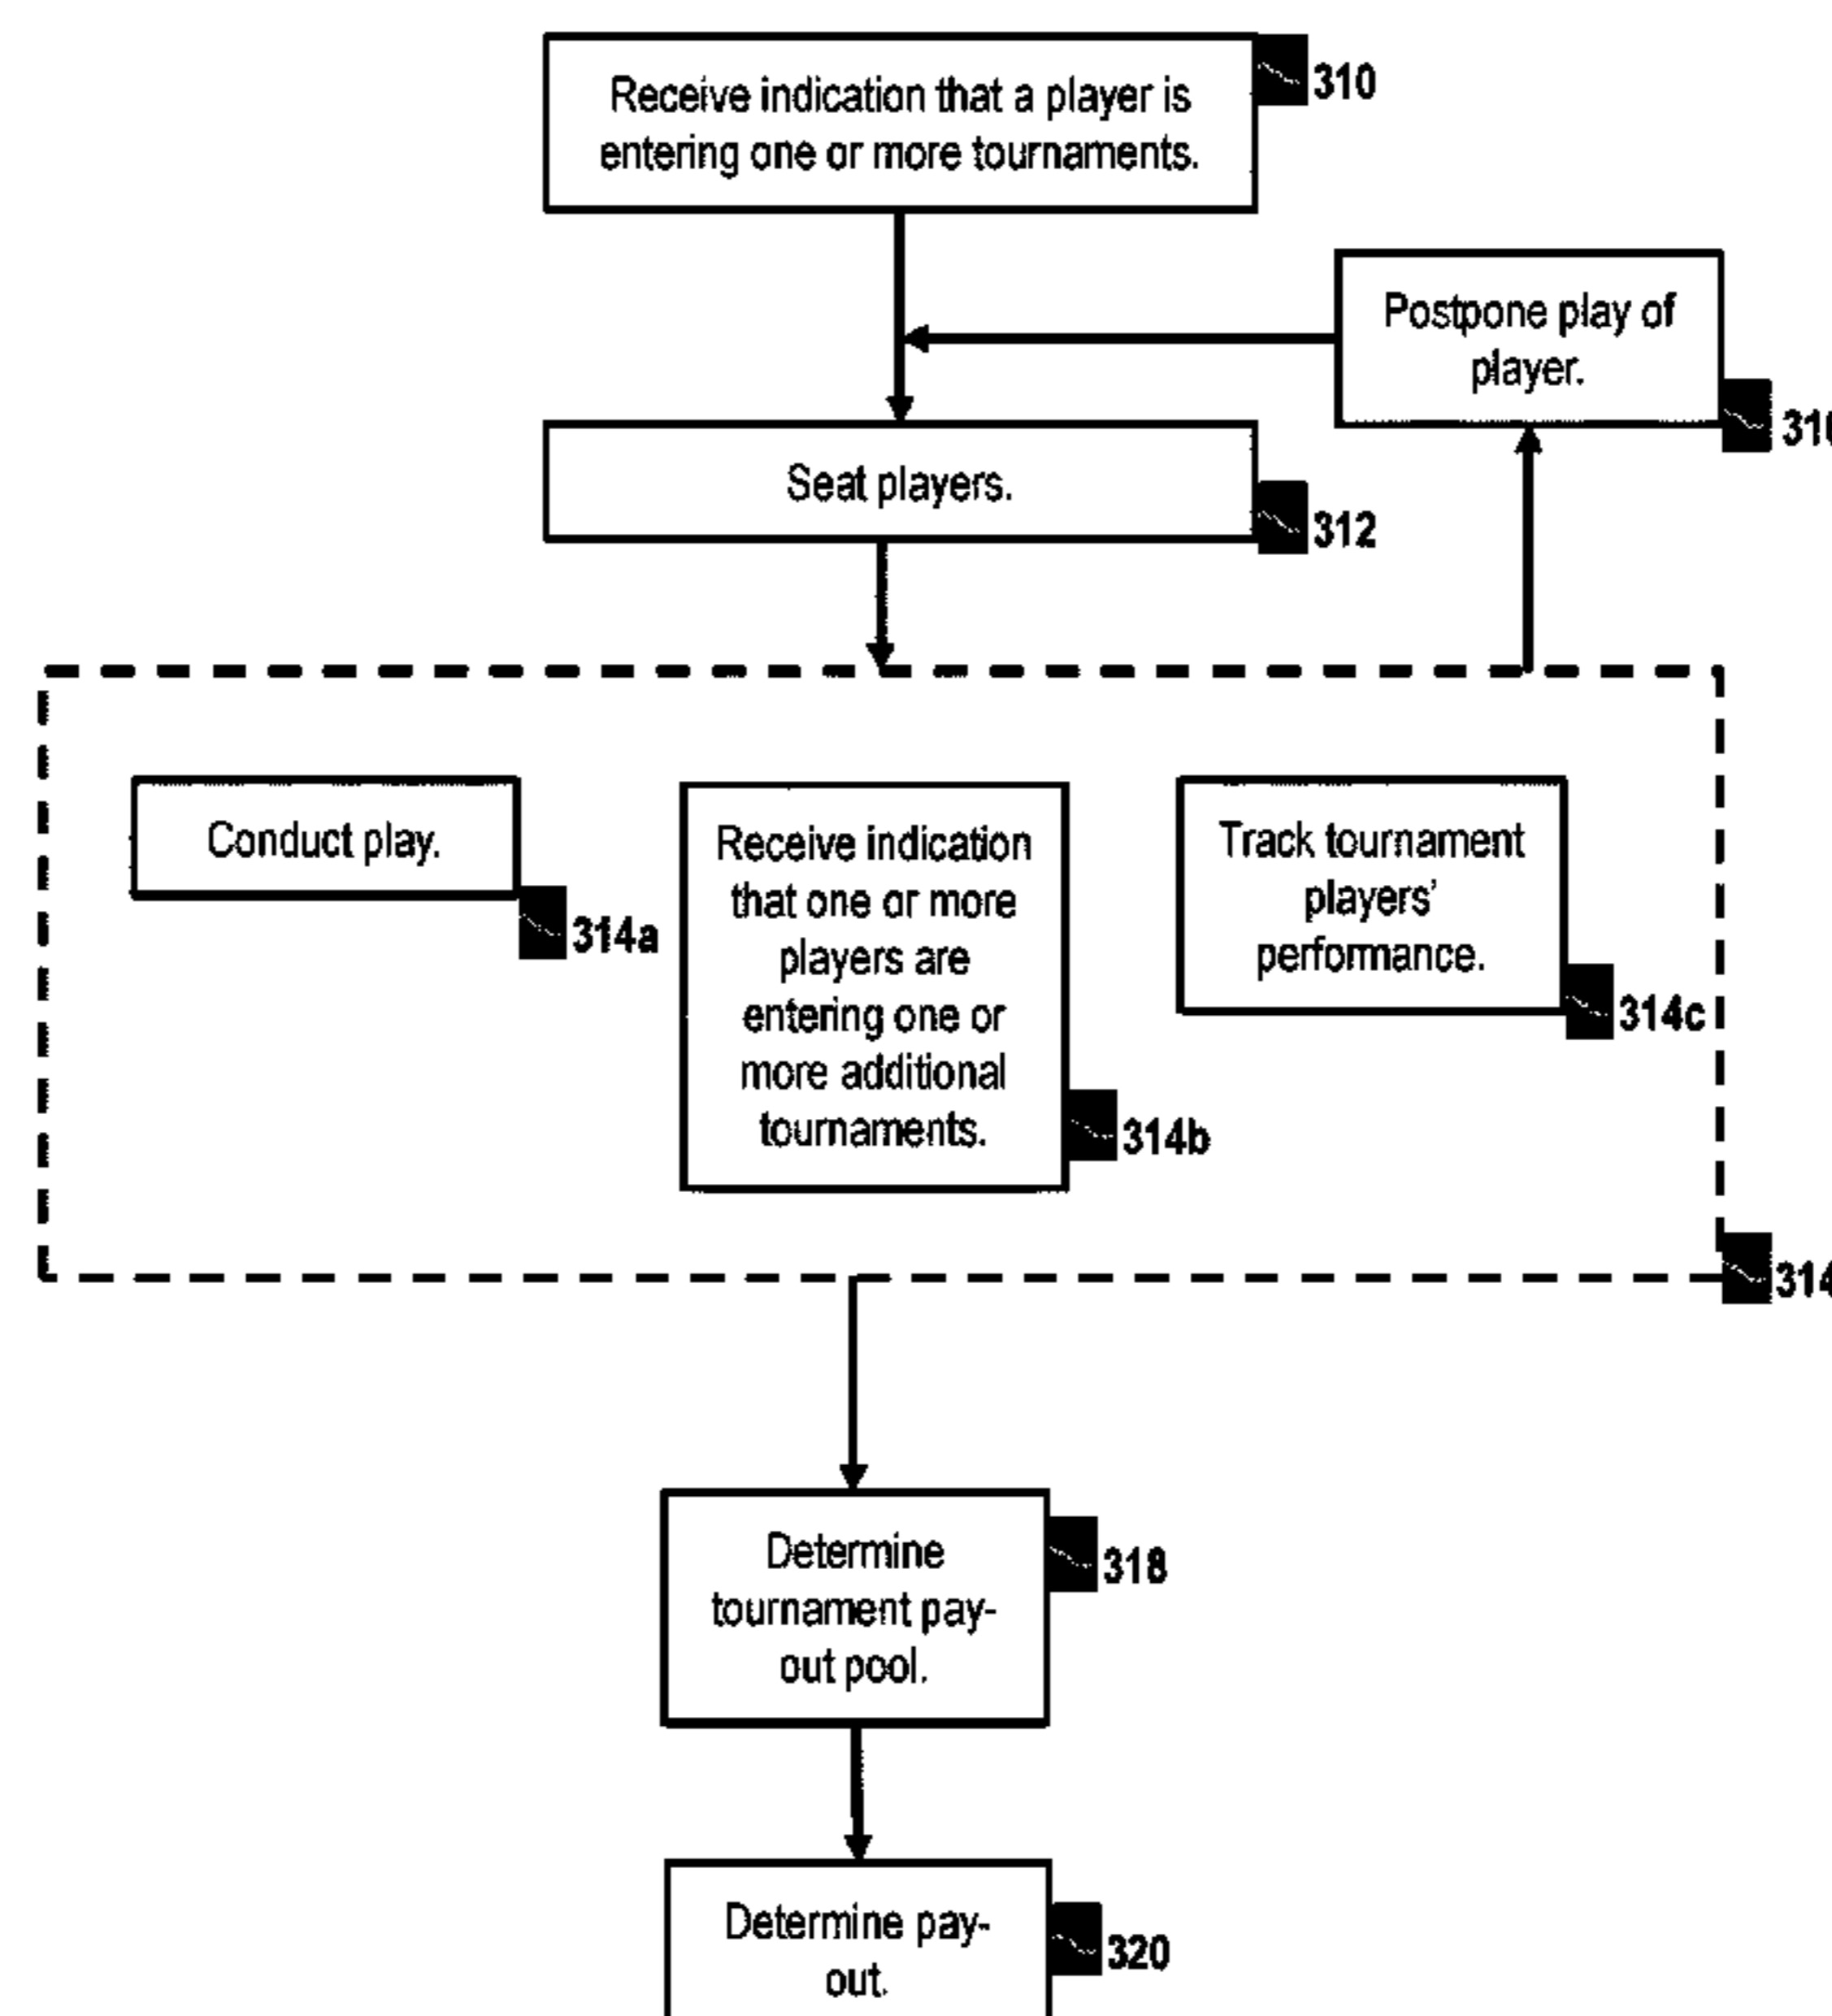 Receive indication that a player is
entering one or more tournaments.
310
Postpone play of
player.
Seat players.
312
Conduct play.
314a
Receive indication
that one or more
players are
entering one or
more additional
tournaments.
314b
Track tournament
players'
performance.
314c
314
Determine
tournament pay-
out pool.
318
Determine pay-
out.
320